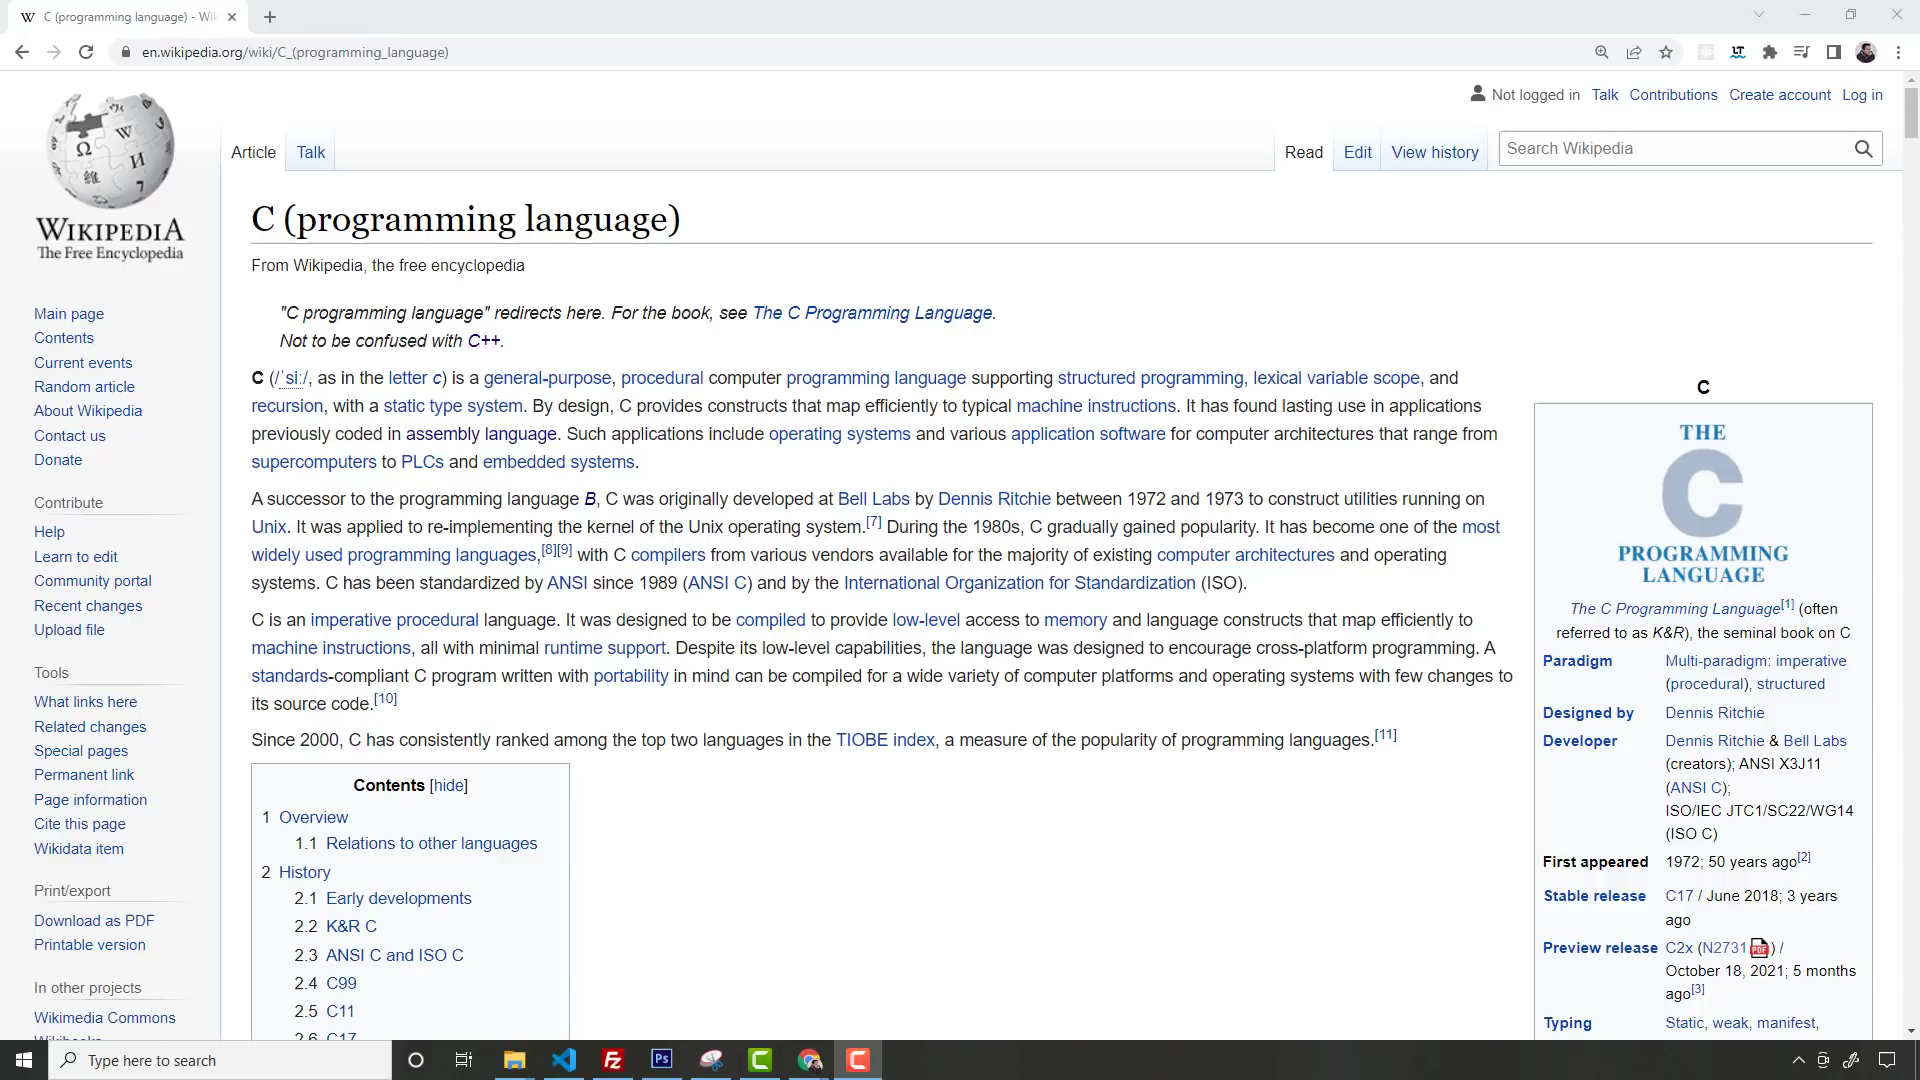 C (programming language) - Wik
en.wikipedia.org/wiki/C_(programming_language)
Not logged in Talk Contributions Create account Log in
Article Talk Read Edit View history Search Wikipedia
WIKIPEDIA
The Free Encyclopedia
Main page
Contents
Current events
Random article
About Wikipedia
Contact us
Donate
Contribute
Help
Learn to edit
Community portal
Recent changes
Upload file
Tools
What links here
Related changes
Special pages
Permanent link
Page information
Cite this page
Wikidata item
Print/export
Download as PDF
Printable version
In other projects
Wikimedia Commons
C (programming language)
From Wikipedia, the free encyclopedia
"C programming language" redirects here. For the book, see The C Programming Language.
Not to be confused with C++.
C (/ˈsiː/, as in the letter c) is a general-purpose, procedural computer programming language supporting structured programming, lexical variable scope, and
recursion, with a static type system. By design, C provides constructs that map efficiently to typical machine instructions. It has found lasting use in applications
previously coded in assembly language. Such applications include operating systems and various application software for computer architectures that range from
supercomputers to PLCs and embedded systems.
A successor to the programming language B, C was originally developed at Bell Labs by Dennis Ritchie between 1972 and 1973 to construct utilities running on
Unix. It was applied to re-implementing the kernel of the Unix operating system.[7] During the 1980s, C gradually gained popularity. It has become one of the most
widely used programming languages,[8][9] with C compilers from various vendors available for the majority of existing computer architectures and operating
systems. C has been standardized by ANSI since 1989 (ANSI C) and by the International Organization for Standardization (ISO).
C is an imperative procedural language. It was designed to be compiled to provide low-level access to memory and language constructs that map efficiently to
machine instructions, all with minimal runtime support. Despite its low-level capabilities, the language was designed to encourage cross-platform programming. A
standards-compliant C program written with portability in mind can be compiled for a wide variety of computer platforms and operating systems with few changes to
its source code.[10]
Since 2000, C has consistently ranked among the top two languages in the TIOBE index, a measure of the popularity of programming languages.[11]
Contents [hide]
1 Overview
1.1 Relations to other languages
2 History
2.1 Early developments
2.2 K&R C
2.3 ANSI C and ISO C
2.4 C99
2.5 C11
2.6 C17
C
THE
C
PROGRAMMING
LANGUAGE
The C Programming Language[1] (often
referred to as K&R), the seminal book on C
Paradigm Multi-paradigm: imperative
(procedural), structured
Designed by Dennis Ritchie
Developer Dennis Ritchie & Bell Labs
(creators); ANSI X3J11
(ANSI C);
ISO/IEC JTC1/SC22/WG14
(ISO C)
First appeared 1972; 50 years ago[2]
Stable release C17 / June 2018; 3 years
ago
Preview release C2x (N2731 PDF) /
October 18, 2021; 5 months
ago[3]
Typing Static, weak, manifest,
Type here to search
Fz
Ps